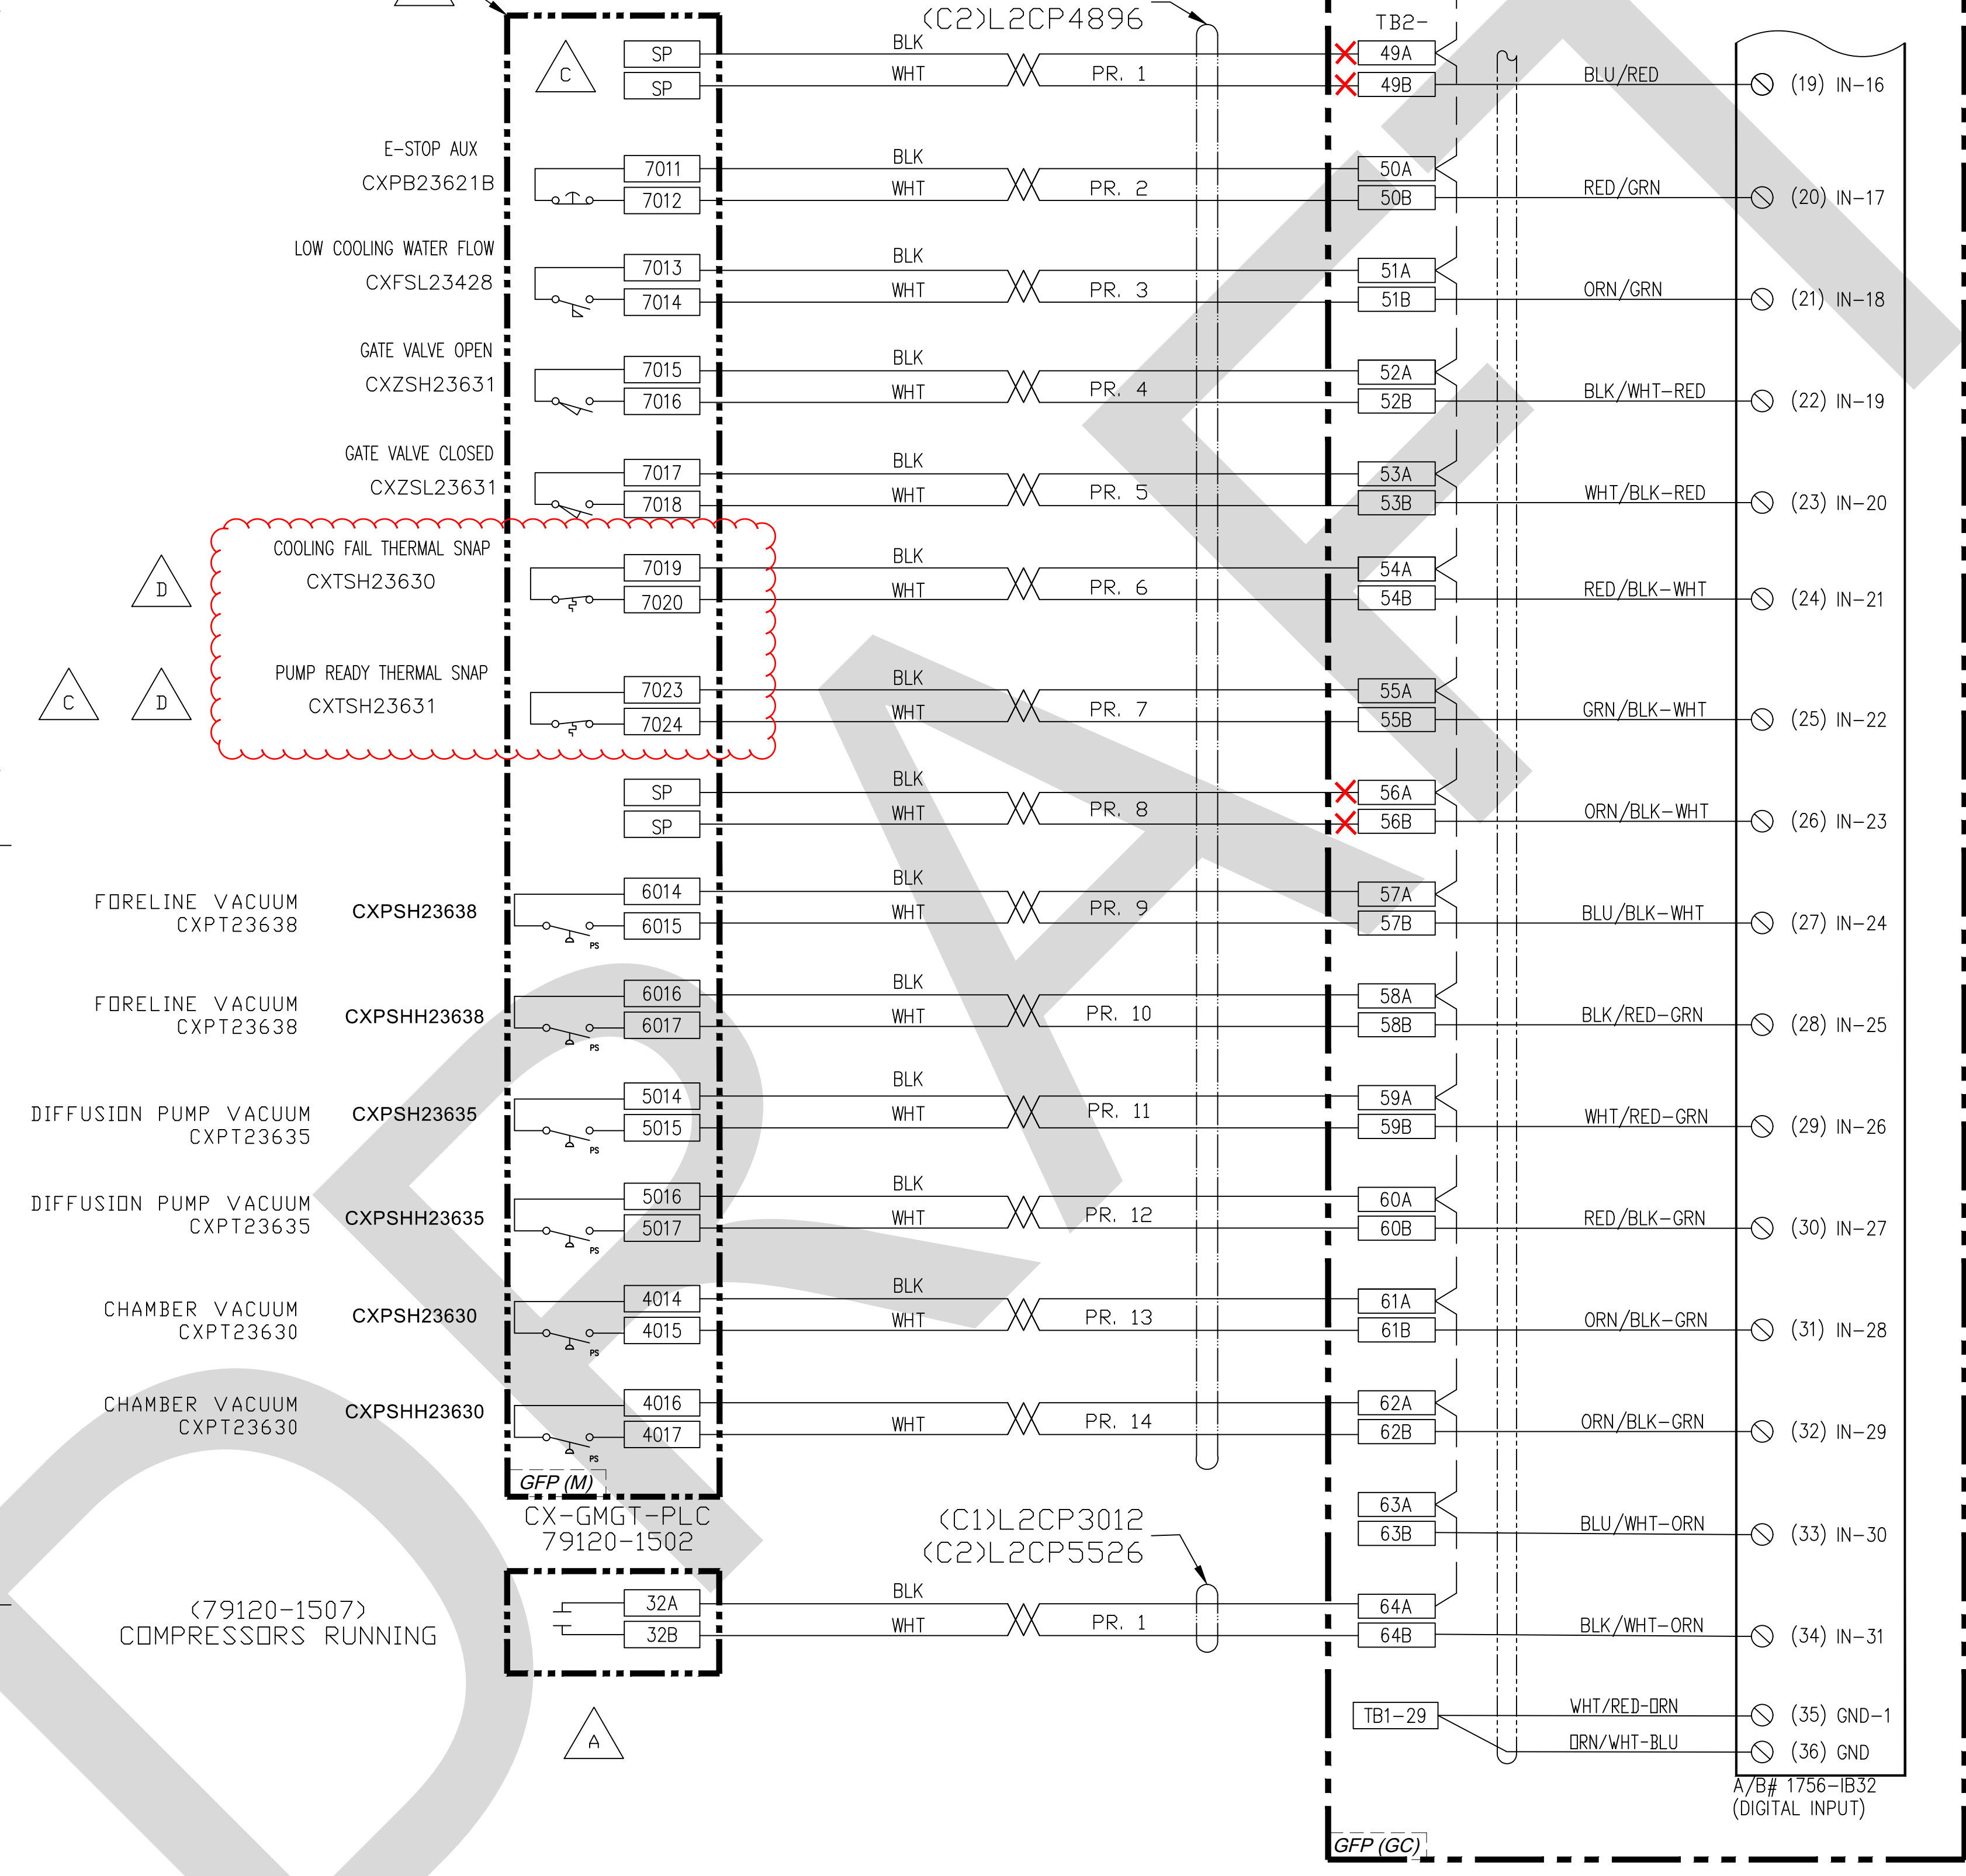 (C2)L2CP4896
TB2-
C
SP
BLK
49A
SP
WHT
PR. 1
49B
BLU/RED
(19) IN-16
E-STOP AUX
CXPB23621B
7011
BLK
50A
7012
WHT
PR. 2
50B
RED/GRN
(20) IN-17
LOW COOLING WATER FLOW
CXFSL23428
7013
BLK
51A
7014
WHT
PR. 3
51B
ORN/GRN
(21) IN-18
GATE VALVE OPEN
CXZSH23631
7015
BLK
52A
7016
WHT
PR. 4
52B
BLK/WHT-RED
(22) IN-19
GATE VALVE CLOSED
CXZSL23631
7017
BLK
53A
7018
WHT
PR. 5
53B
WHT/BLK-RED
(23) IN-20
D
COOLING FAIL THERMAL SNAP
CXTSH23630
7019
BLK
54A
7020
WHT
PR. 6
54B
RED/BLK-WHT
(24) IN-21
C
D
PUMP READY THERMAL SNAP
CXTSH23631
7023
BLK
55A
7024
WHT
PR. 7
55B
GRN/BLK-WHT
(25) IN-22
SP
BLK
56A
SP
WHT
PR. 8
56B
ORN/BLK-WHT
(26) IN-23
FORELINE VACUUM
CXPT23638
CXPSH23638
6014
BLK
57A
6015
PS
WHT
PR. 9
57B
BLU/BLK-WHT
(27) IN-24
FORELINE VACUUM
CXPT23638
CXPSHH23638
6016
BLK
58A
6017
PS
WHT
PR. 10
58B
BLK/RED-GRN
(28) IN-25
DIFFUSION PUMP VACUUM
CXPT23635
CXPSH23635
5014
BLK
59A
5015
PS
WHT
PR. 11
59B
WHT/RED-GRN
(29) IN-26
DIFFUSION PUMP VACUUM
CXPT23635
CXPSHH23635
5016
BLK
60A
5017
PS
WHT
PR. 12
60B
RED/BLK-GRN
(30) IN-27
CHAMBER VACUUM
CXPT23630
CXPSH23630
4014
BLK
61A
4015
PS
WHT
PR. 13
61B
ORN/BLK-GRN
(31) IN-28
CHAMBER VACUUM
CXPT23630
CXPSHH23630
4016
62A
4017
PS
WHT
PR. 14
62B
ORN/BLK-GRN
(32) IN-29
GFP (M)
CX-GMGT-PLC
79120-1502
63A
63B
BLU/WHT-ORN
(33) IN-30
(C1)L2CP3012
(C2)L2CP5526
(79120-1507)
COMPRESSORS RUNNING
32A
BLK
64A
32B
WHT
PR. 1
64B
BLK/WHT-ORN
(34) IN-31
A
TB1-29
WHT/RED-ORN
(35) GND-1
ORN/WHT-BLU
(36) GND
A/B# 1756-IB32
(DIGITAL INPUT)
GFP (GC)
DRAFT